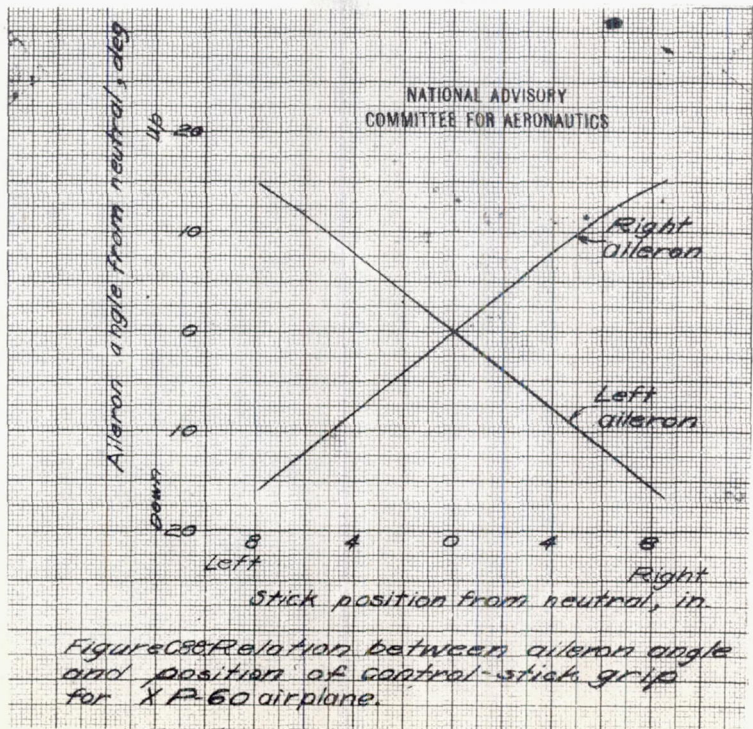 NATIONAL ADVISORY
COMMITTEE FOR AERONAUTICS
Aileron angle from neutral, deg
Up
20
10
0
10
20
Down
Right
aileron
Left
aileron
8 4 0 4 8
Left
Right
Stick position from neutral, in.
Relation between aileron angle
and position of control-stick grip
for XP-60 airplane.